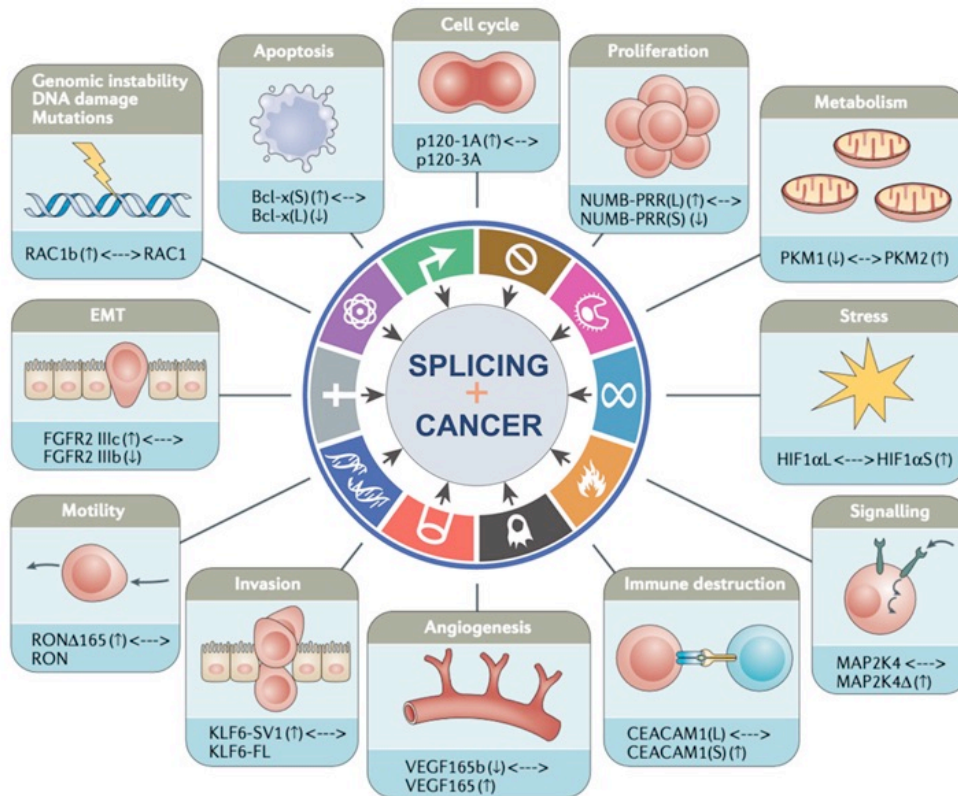 Cell cycle
p120-1A(↑)<-->
p120-3A
Apoptosis
Bcl-x(S)(↑)<->
Bcl-x(L)(↓)
Proliferation
NUMB-PRR(L)(↑)<->
NUMB-PRR(S)(↓)
Genomic instability
DNA damage
Mutations
RAC1b(↑)<---> RAC1
Metabolism
PKM1(↓)<--> PKM2(↑)
EMT
FGFR2 IIIc(↑)<--->
FGFR2 IIIb(↓)
SPLICING
+
CANCER
Stress
HIF1αL<---> HIF1αS(↑)
Motility
RONΔ165(↑)<--->
RON
Signalling
MAP2K4 <--->
MAP2K4Δ(↑)
Invasion
KLF6-SV1(↑)<--->
KLF6-FL
Angiogenesis
VEGF165b(↓)<--->
VEGF165(↑)
Immune destruction
CEACAM1(L)<--->
CEACAM1(S)(↑)